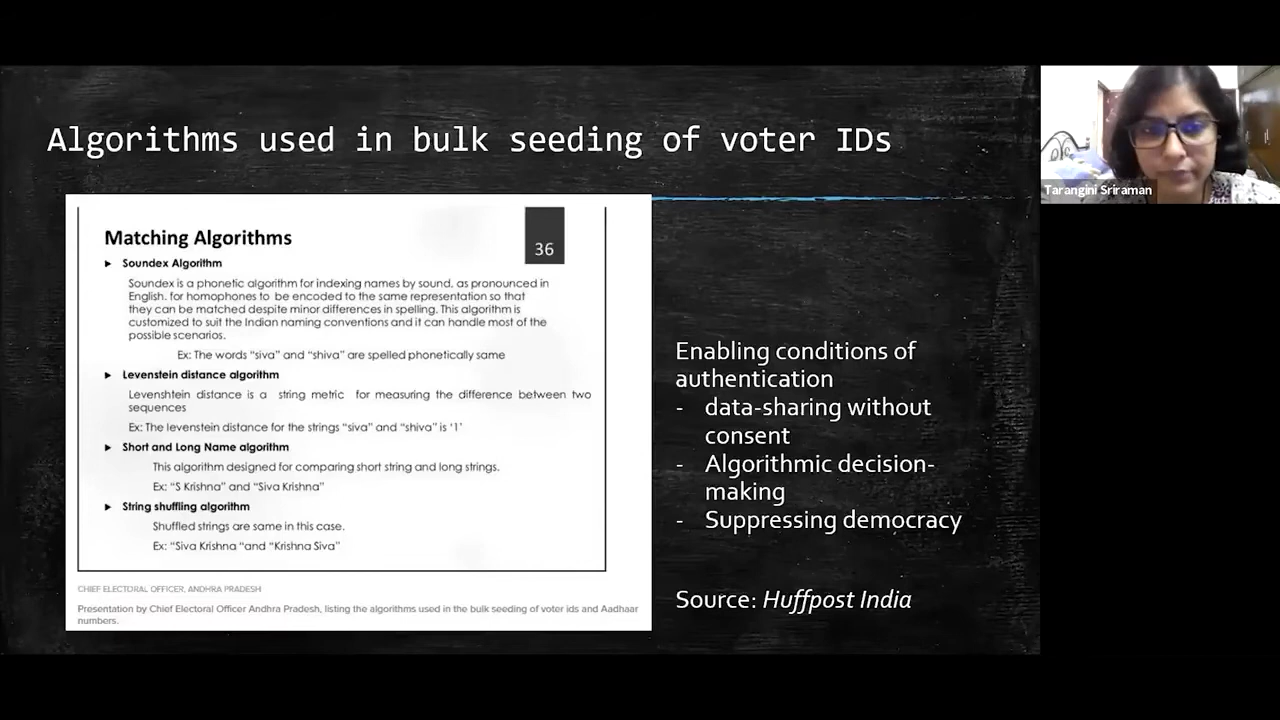 Algorithms used in bulk seeding of voter IDs
Matching Algorithms
36
Soundex Algorithm
Soundex is a phonetic algorithm for indexing names by sound, as pronounced in
English. for homophones to be encoded to the same representation so that
they can be matched despite minor differences in spelling. This algorithm is
customized to suit the Indian naming conventions and it can handle most of the
possible scenarios.
Ex: The words “siva” and “shiva” are spelled phonetically same
Levenstein distance algorithm
Levenshtein distance is a string metric for measuring the difference between two
sequences
Ex: The levenstein distance for the strings “siva” and “shiva” is ‘1’
Short and Long Name algorithm
This algorithm designed for comparing short string and long strings.
Ex: “S Krishna” and “Siva Krishna”
String shuffling algorithm
Shuffled strings are same in this case.
Ex: “Siva Krishna “and “Krishna Siva”
CHIEF ELECTORAL OFFICER, ANDHRA PRADESH
Presentation by Chief Electoral Officer Andhra Pradesh, listing the algorithms used in the bulk seeding of voter ids and Aadhaar
numbers.
Enabling conditions of
authentication
- data-sharing without
consent
- Algorithmic decision-
making
- Suppressing democracy
Source: Huffpost India
Tarangini Sriraman